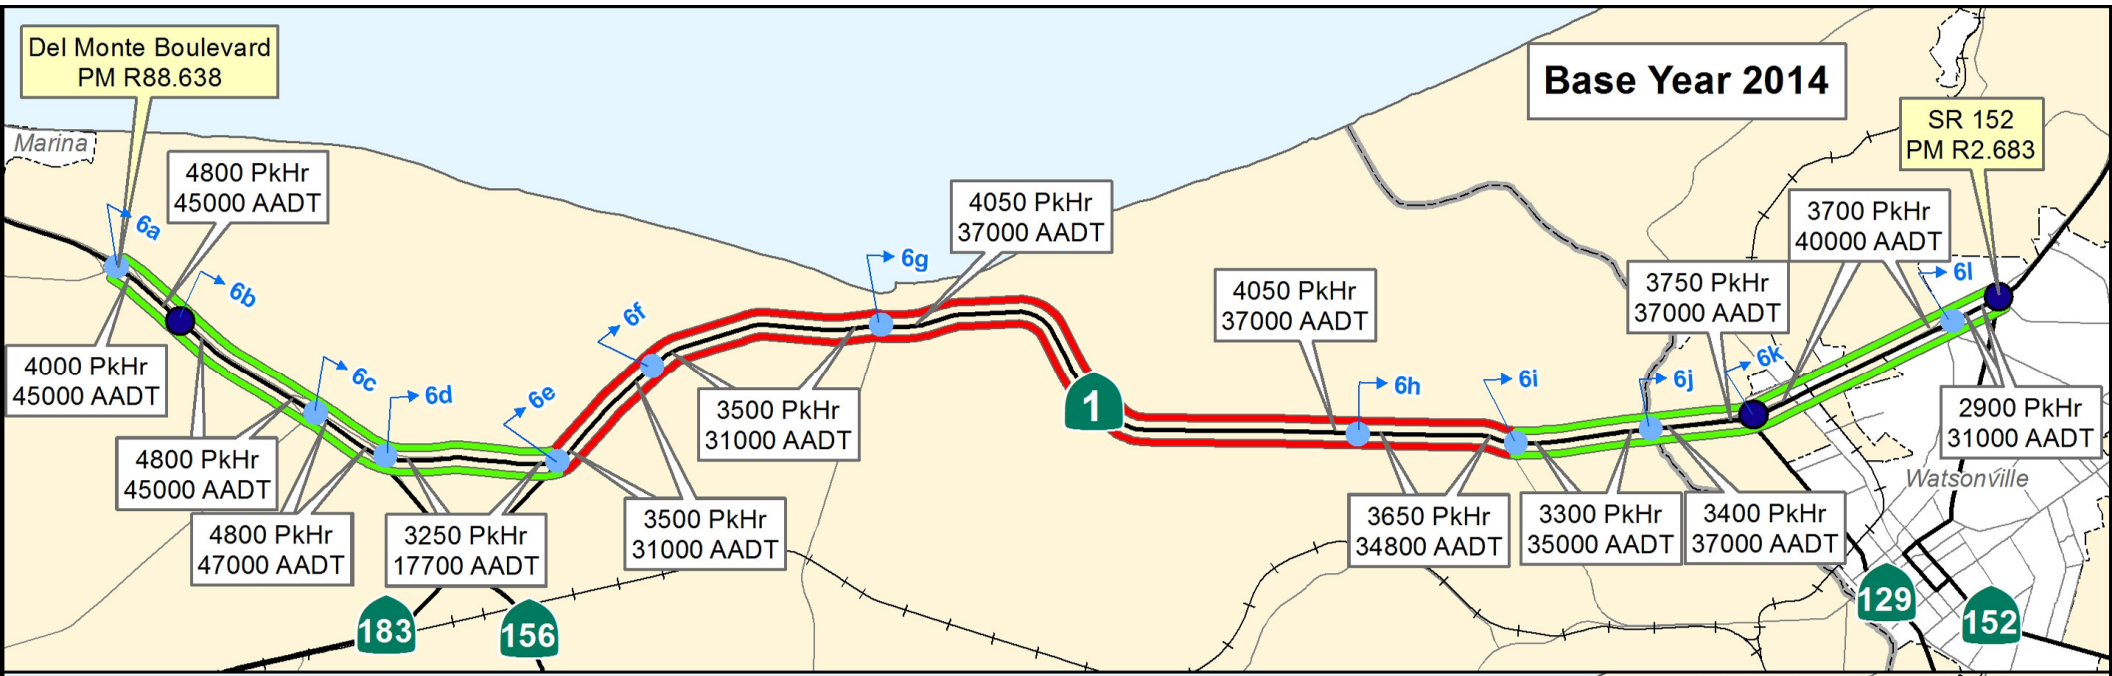 Del Monte Boulevard
PM R88.638
Base Year 2014
SR 152
PM R2.683
Marina
4800 PkHr
45000 AADT
4050 PkHr
37000 AADT
3700 PkHr
40000 AADT
6a
6b
6g
6l
4050 PkHr
37000 AADT
3750 PkHr
37000 AADT
6f
4000 PkHr
45000 AADT
6c
6d
6e
6h
6i
6j
6k
1
3500 PkHr
31000 AADT
2900 PkHr
31000 AADT
4800 PkHr
45000 AADT
Watsonville
4800 PkHr
47000 AADT
3250 PkHr
17700 AADT
3500 PkHr
31000 AADT
3650 PkHr
34800 AADT
3300 PkHr
35000 AADT
3400 PkHr
37000 AADT
183
156
129
152